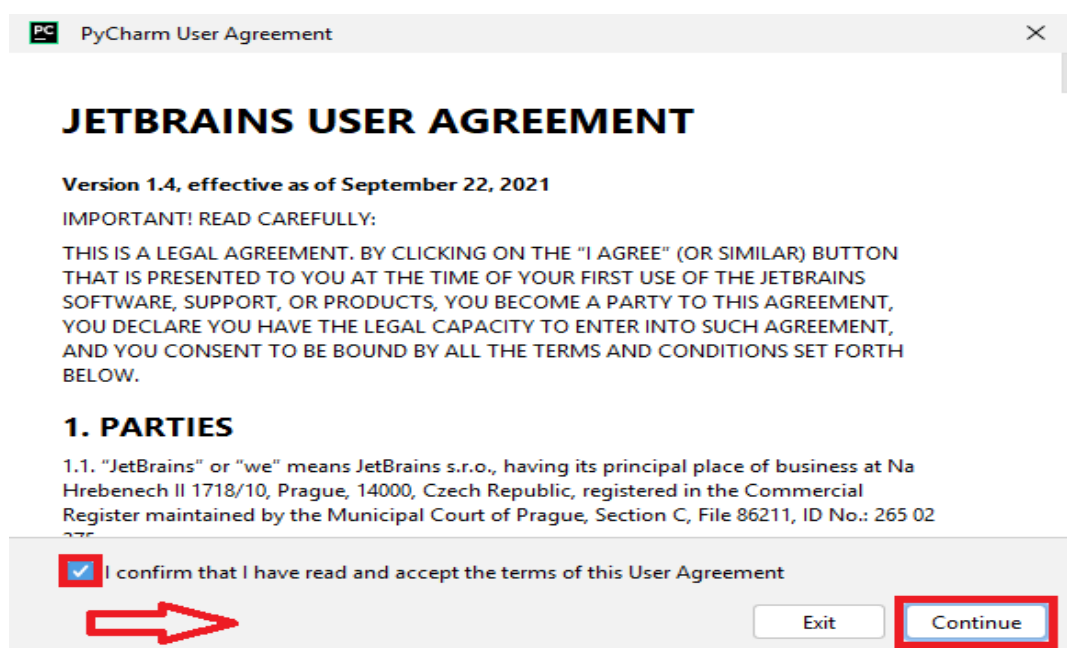 PC PyCharm User Agreement
JETBRAINS USER AGREEMENT
Version 1.4, effective as of September 22, 2021
IMPORTANT! READ CAREFULLY:
THIS IS A LEGAL AGREEMENT. BY CLICKING ON THE “I AGREE” (OR SIMILAR) BUTTON
THAT IS PRESENTED TO YOU AT THE TIME OF YOUR FIRST USE OF THE JETBRAINS
SOFTWARE, SUPPORT, OR PRODUCTS, YOU BECOME A PARTY TO THIS AGREEMENT,
YOU DECLARE YOU HAVE THE LEGAL CAPACITY TO ENTER INTO SUCH AGREEMENT,
AND YOU CONSENT TO BE BOUND BY ALL THE TERMS AND CONDITIONS SET FORTH
BELOW.
1. PARTIES
1.1. “JetBrains” or “we” means JetBrains s.r.o., having its principal place of business at Na
Hrebenech II 1718/10, Prague, 14000, Czech Republic, registered in the Commercial
Register maintained by the Municipal Court of Prague, Section C, File 86211, ID No.: 265 02
I confirm that I have read and accept the terms of this User Agreement
Exit Continue